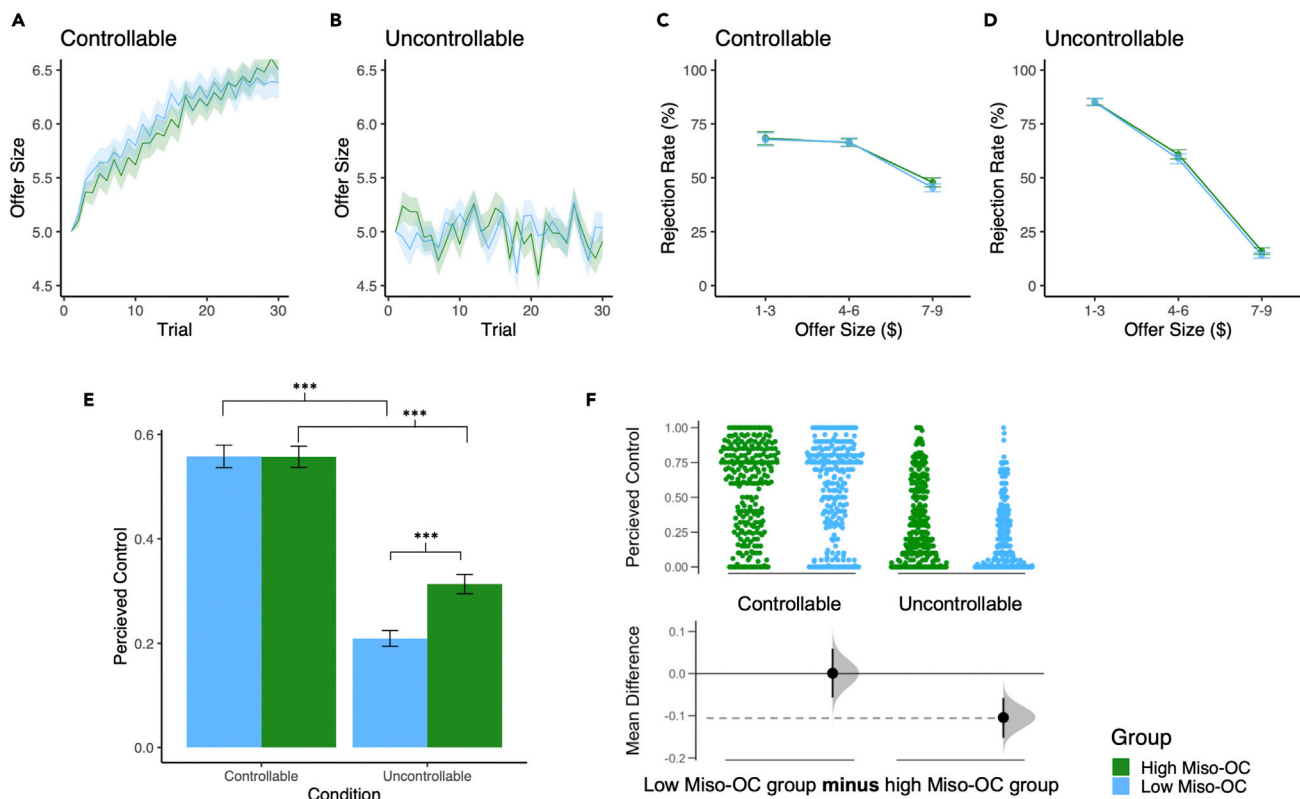 A
Controllable
Offer Size
6.5
6.0
5.5
5.0
4.5
0
10
20
30
Trial
B
Uncontrollable
Offer Size
6.5
6.0
5.5
5.0
4.5
0
10
20
30
Trial
C
Controllable
Rejection Rate (%)
100
75
50
25
0
1-3
4-6
7-9
Offer Size ($)
D
Uncontrollable
Rejection Rate (%)
100
75
50
25
0
1-3
4-6
7-9
Offer Size ($)
E
Percieved Control
0.6
0.4
0.2
0.0
***
***
***
Controllable
Uncontrollable
Condition
F
Percieved Control
1.00
0.75
0.50
0.25
0.00
Controllable
Uncontrollable
Mean Difference
0.1
0.0
-0.1
-0.2
Low Miso-OC group minus high Miso-OC group
Group
High Miso-OC
Low Miso-OC